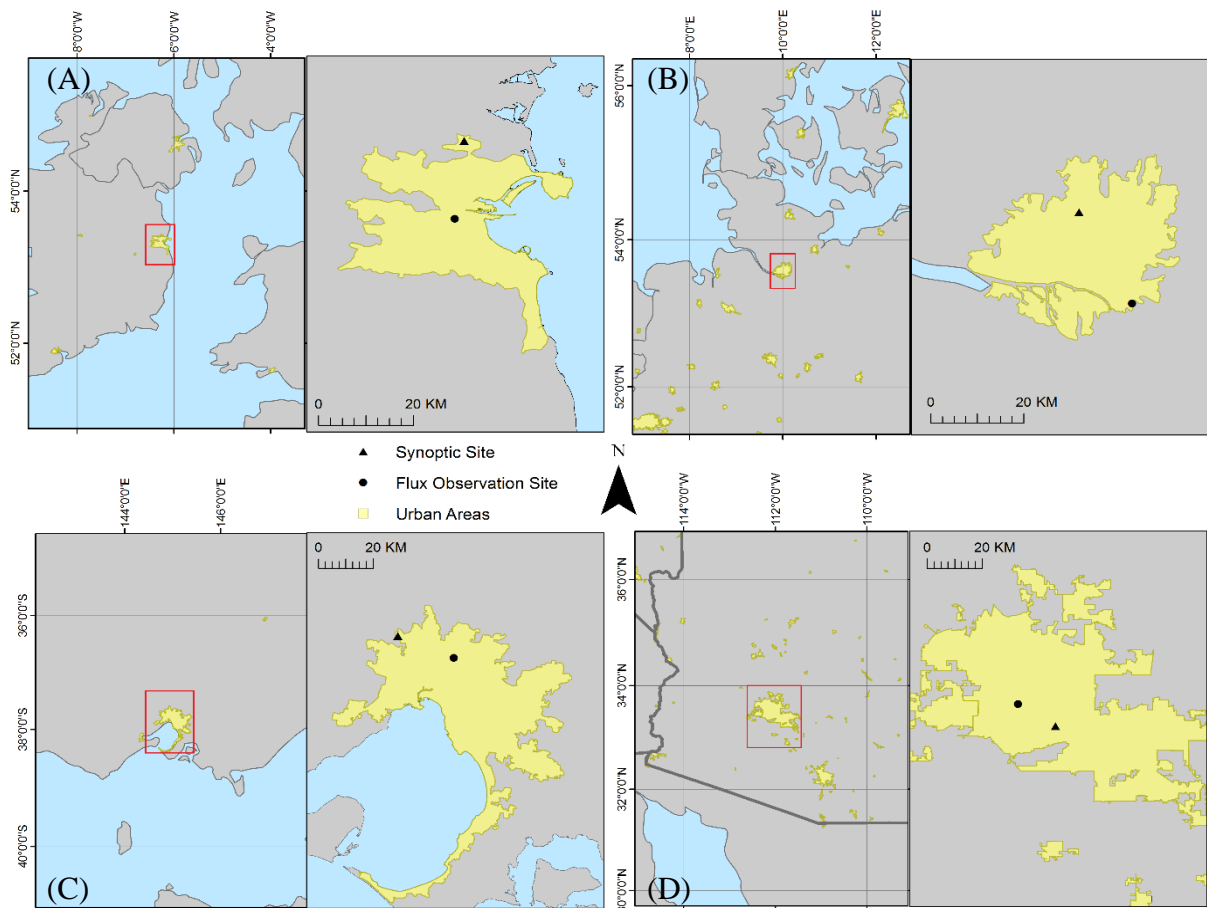 8°0'0"W 6°0'0"W 4°0'0"W
(A)
54°0'0"N
52°0'0"N
0 20 KM
8°0'0"E 10°0'0"E 12°0'0"E
(B)
56°0'0"N
54°0'0"N
52°0'0"N
0 20 KM
N
Synoptic Site
Flux Observation Site
Urban Areas
144°0'0"E 146°0'0"E
36°0'0"S
38°0'0"S
40°0'0"S
(C)
0 20 KM
114°0'0"W 112°0'0"W 110°0'0"W
36°0'0"N
34°0'0"N
32°0'0"N
(D)
0 20 KM